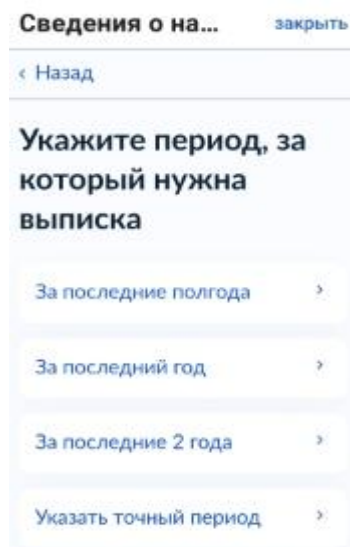 Сведения о на... закрыть
‹ Назад
Укажите период, за
который нужна
выписка
За последние полгода ›
За последний год ›
За последние 2 года ›
Указать точный период ›